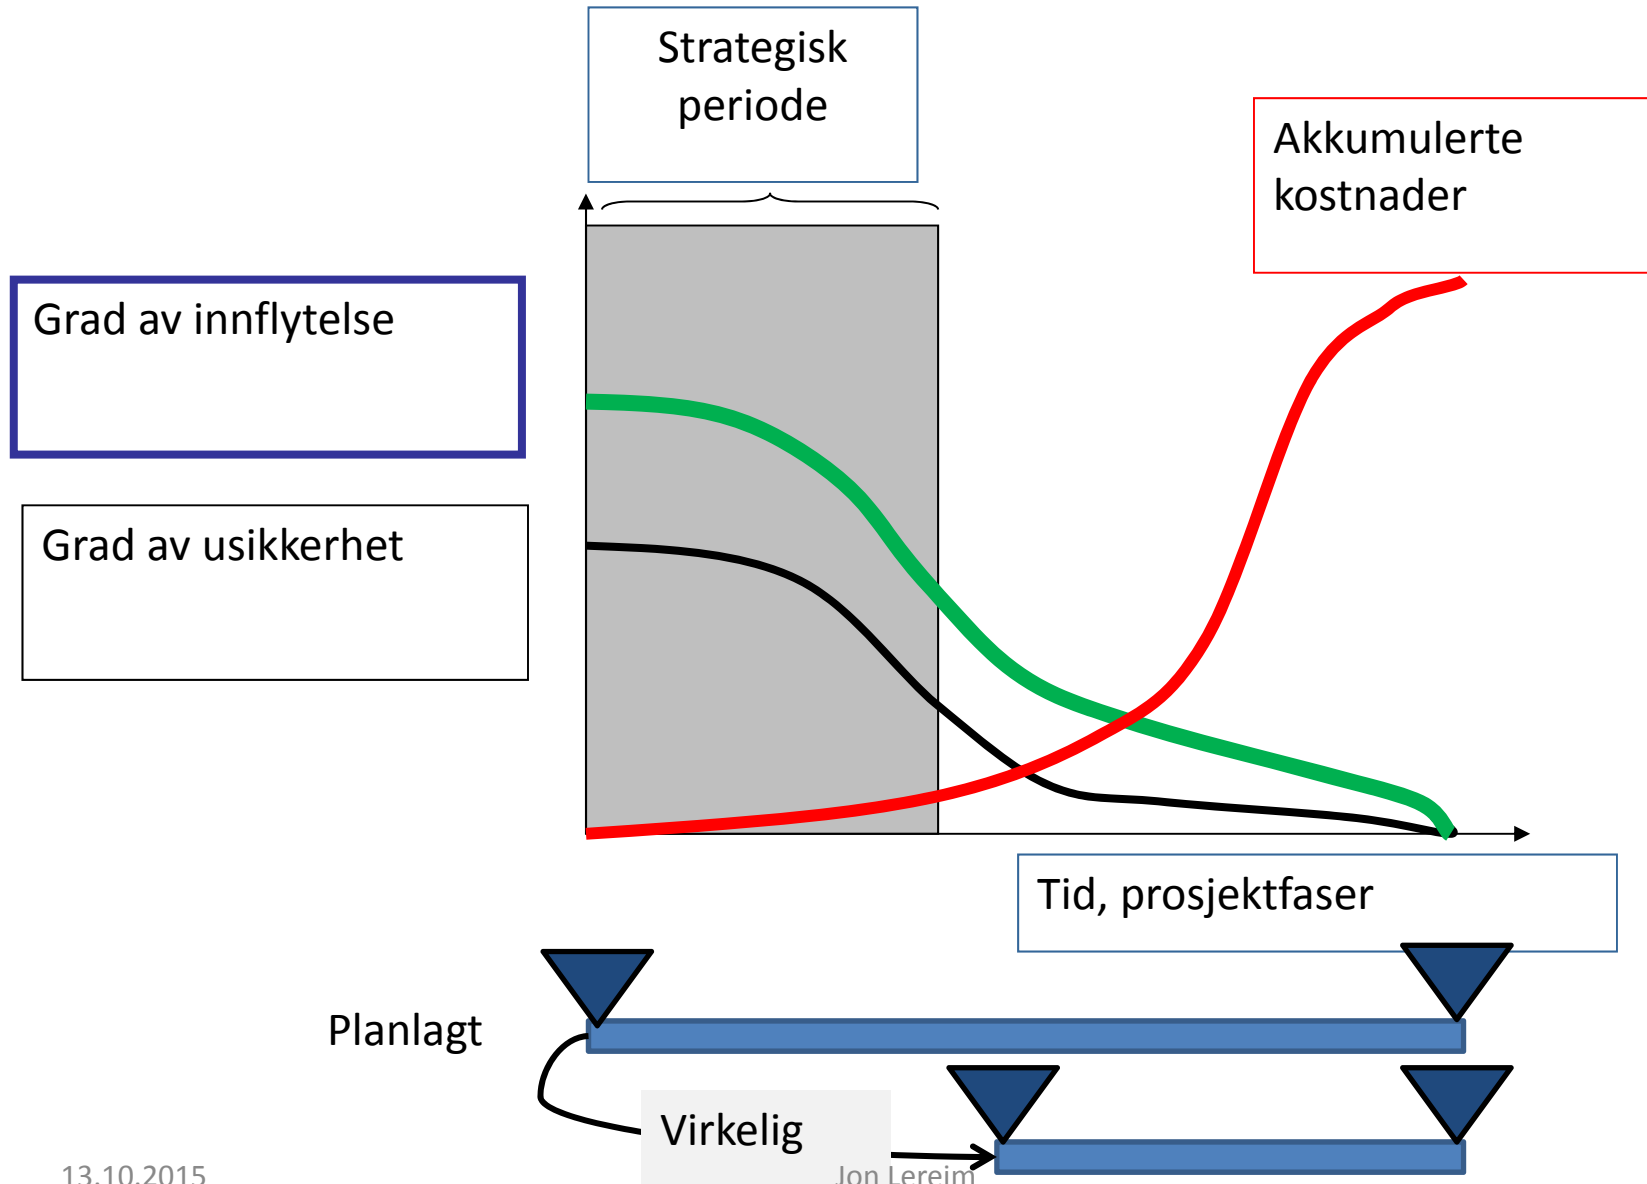 Strategisk
periode
Akkumulerte
kostnader
Grad av innflytelse
Grad av usikkerhet
Tid, prosjektfaser
Planlagt
Virkelig
13.10.2015
Jon Lereim